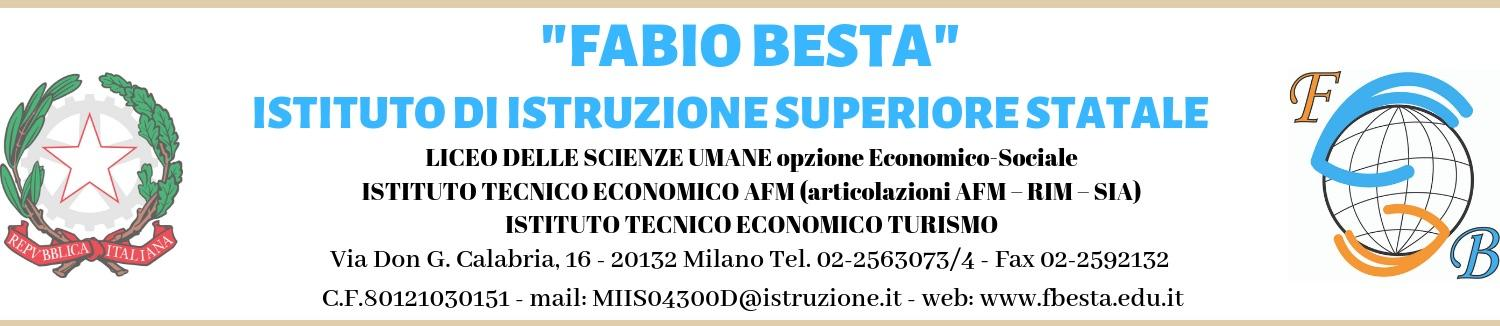 "FABIO BESTA"
ISTITUTO DI ISTRUZIONE SUPERIORE STATALE
LICEO DELLE SCIENZE UMANE opzione Economico-Sociale
ISTITUTO TECNICO ECONOMICO AFM (articolazioni AFM – RIM – SIA)
ISTITUTO TECNICO ECONOMICO TURISMO
Via Don G. Calabria, 16 - 20132 Milano Tel. 02-2563073/4 - Fax 02-2592132
C.F.80121030151 - mail: MIIS04300D@istruzione.it - web: www.fbesta.edu.it
REPVBBLICA ITALIANA
F
B